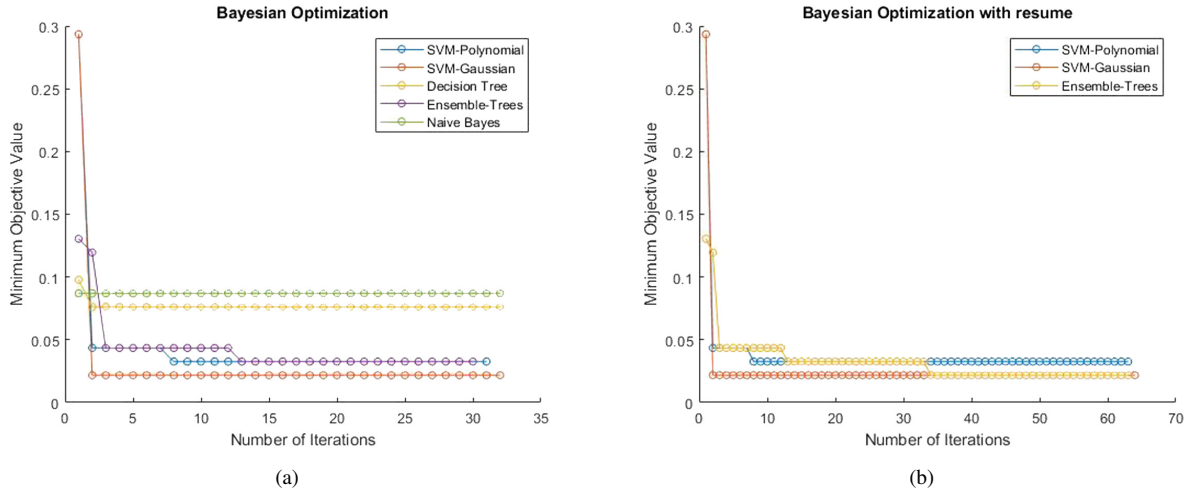 Bayesian Optimization
0.3
0.25
0.2
0.15
0.1
0.05
0
Minimum Objective Value
SVM-Polynomial
SVM-Gaussian
Decision Tree
Ensemble-Trees
Naive Bayes
0 5 10 15 20 25 30 35
Number of Iterations
(a)
Bayesian Optimization with resume
0.3
0.25
0.2
0.15
0.1
0.05
0
Minimum Objective Value
SVM-Polynomial
SVM-Gaussian
Ensemble-Trees
0 10 20 30 40 50 60 70
Number of Iterations
(b)